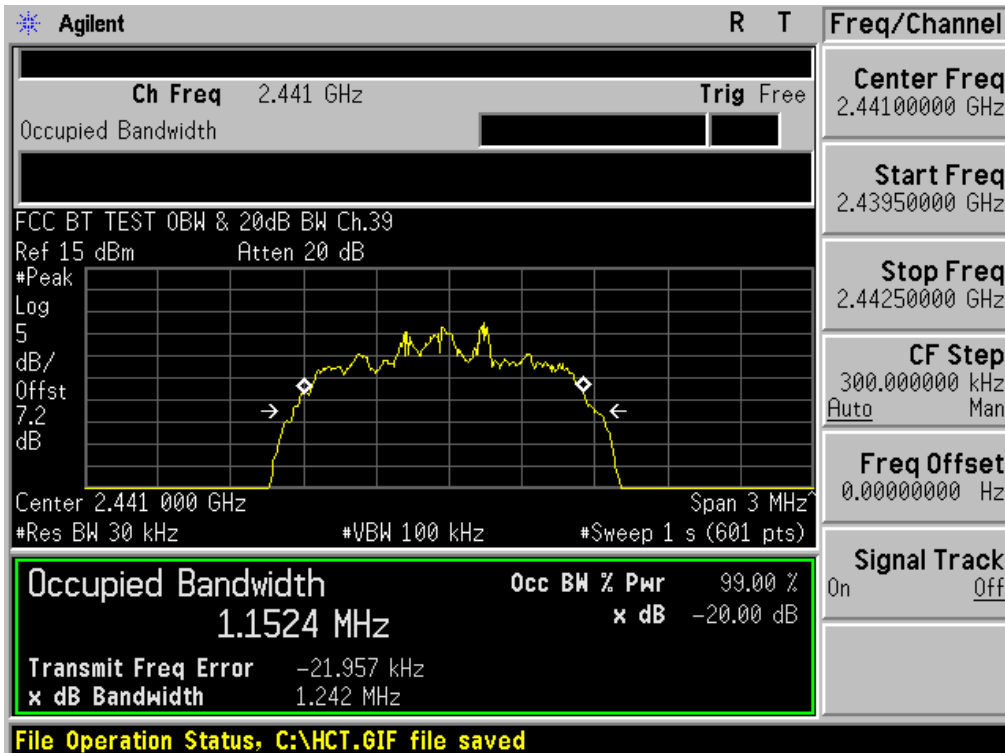 Agilent R T
Freq/Channel
Ch Freq 2.441 GHz Trig Free
Occupied Bandwidth
Center Freq
2.44100000 GHz
Start Freq
2.43950000 GHz
Stop Freq
2.44250000 GHz
CF Step
300.000000 kHz
Auto Man
Freq Offset
0.00000000 Hz
Signal Track
On Off
FCC BT TEST OBW & 20dB BW Ch.39
Ref 15 dBm Atten 20 dB
#Peak
Log
5
dB/
Offst
7.2
dB
Center 2.441 000 GHz Span 3 MHz^
#Res BW 30 kHz #VBW 100 kHz #Sweep 1 s (601 pts)
Occupied Bandwidth Occ BW % Pwr 99.00 %
1.1524 MHz x dB -20.00 dB
Transmit Freq Error -21.957 kHz
x dB Bandwidth 1.242 MHz
File Operation Status, C:\HCT.GIF file saved